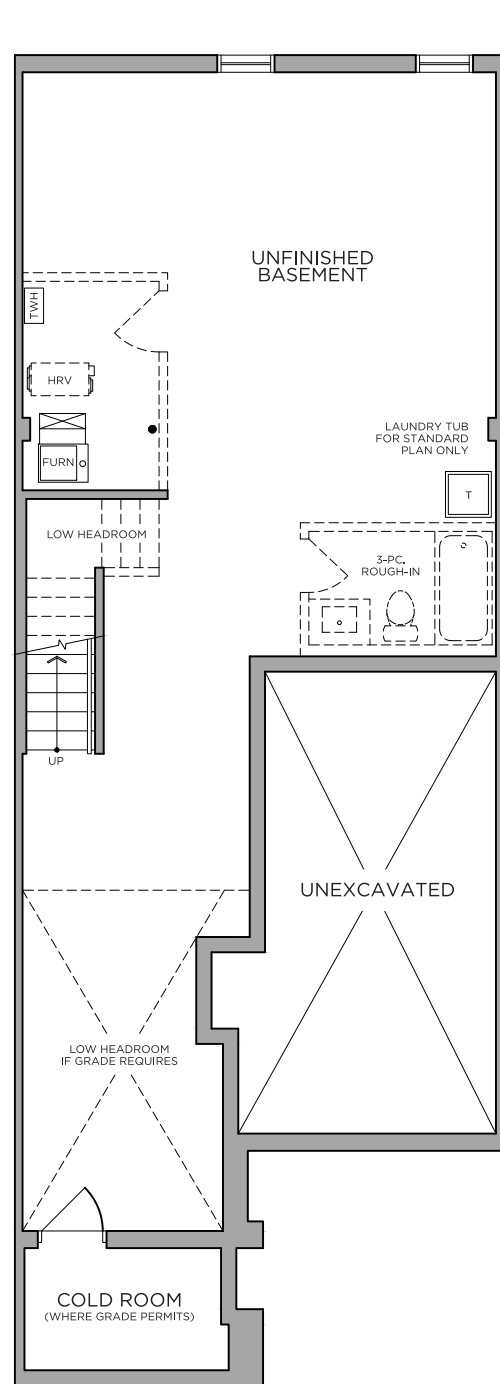 UNFINISHED
BASEMENT
TWH
HRV
LAUNDRY TUB
FOR STANDARD
PLAN ONLY
FURN
T
LOW HEADROOM
3-PC.
ROUGH-IN
UP
UNEXCAVATED
LOW HEADROOM
IF GRADE REQUIRES
COLD ROOM
(WHERE GRADE PERMITS)